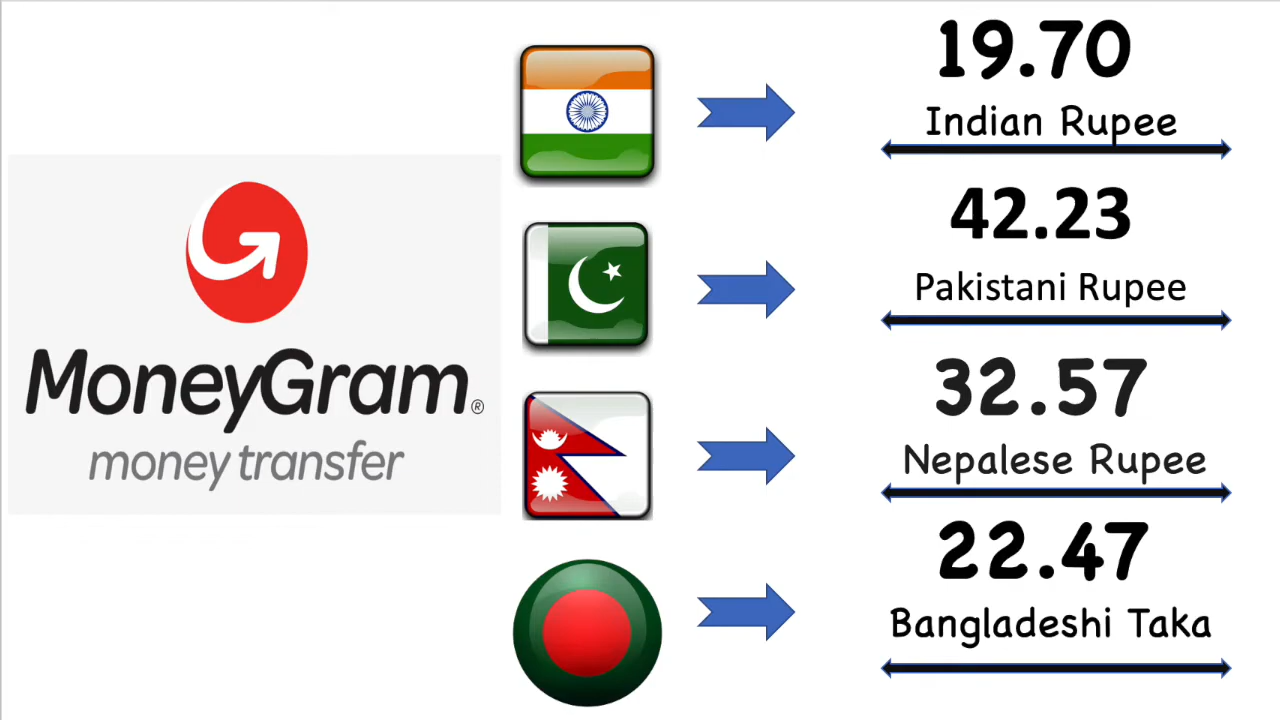 MoneyGram®
money transfer
19.70
Indian Rupee
42.23
Pakistani Rupee
32.57
Nepalese Rupee
22.47
Bangladeshi Taka